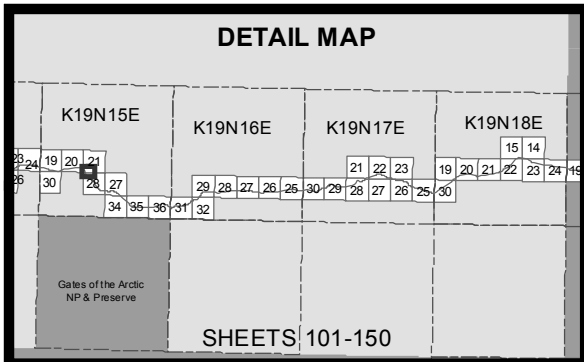 DETAIL MAP
K19N15E
K19N16E
K19N17E
K19N18E
15 14
23 24 19 20 21
21 22 23
19 20 21 22 23 24 19
26 30 28 27
29 28 27 26 25 30 29 28 27 26 25 30
34 35 36 31 32
Gates of the Arctic
NP & Preserve
SHEETS 101-150